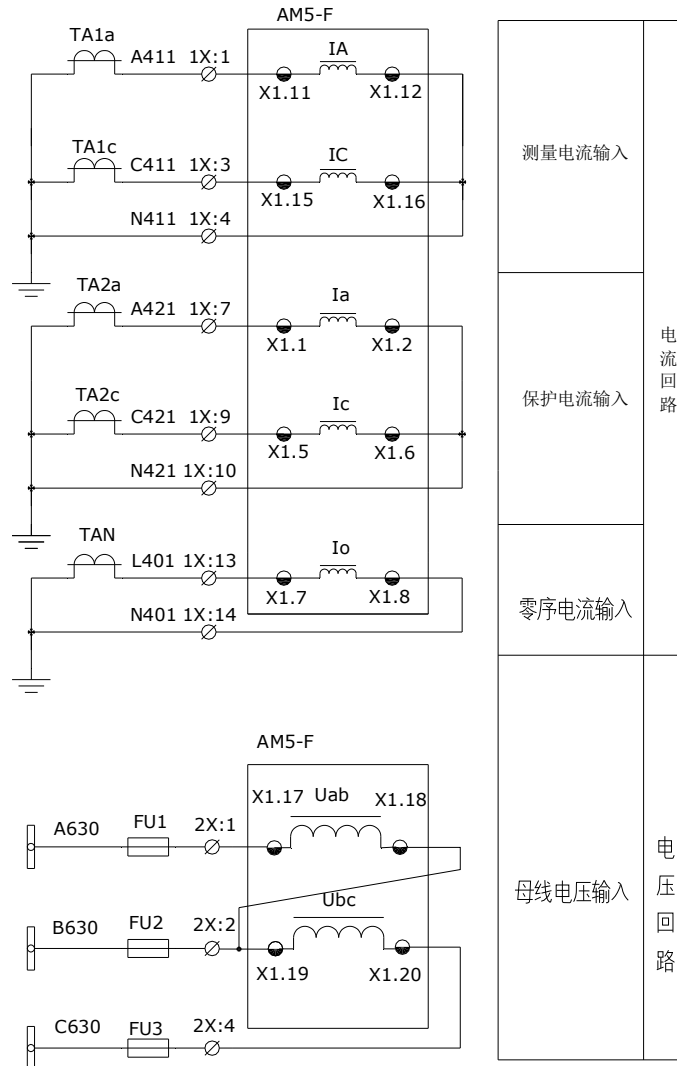 AM5-F
TA1a A411 1X:1 IA
X1.11 X1.12
TA1c C411 1X:3 IC
X1.15 X1.16
N411 1X:4
测量电流输入
TA2a A421 1X:7 Ia
X1.1 X1.2
TA2c C421 1X:9 Ic
X1.5 X1.6
N421 1X:10
保护电流输入
TAN L401 1X:13 Io
X1.7 X1.8
N401 1X:14
零序电流输入
电
流
回
路
AM5-F
X1.17 Uab X1.18
A630 FU1 2X:1
B630 FU2 2X:2 Ubc
X1.19 X1.20
C630 FU3 2X:4
母线电压输入
电
压
回
路